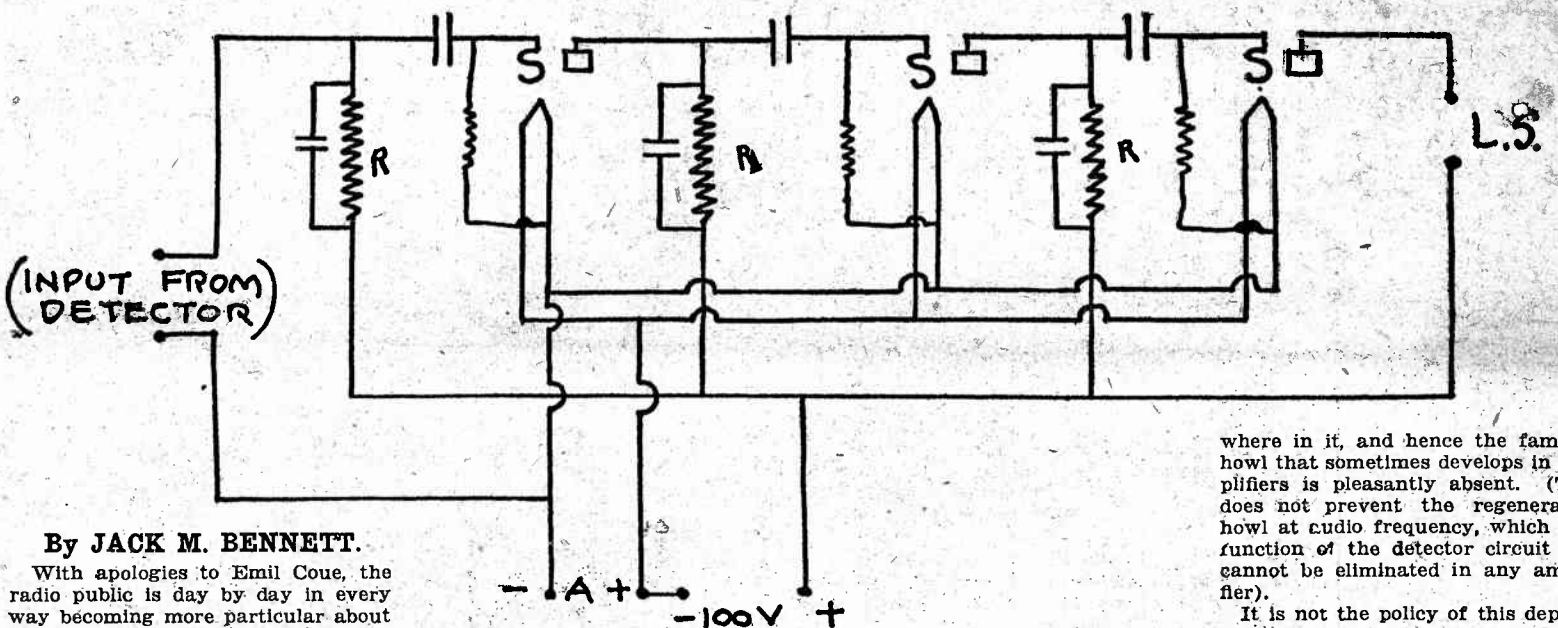 S
S
S
R
R
R
L.S.
(INPUT FROM
DETECTOR)
- A +
-100V +
By JACK M. BENNETT.
With apologies to Emil Coue, the
radio public is day by day in every
way becoming more particular about
where in it, and hence the fam
howl that sometimes develops in
plifiers is pleasantly absent. (
does not prevent the regenera
howl at audio frequency, which
function of the detector circuit
cannot be eliminated in any am
fier).
It is not the policy of this dep